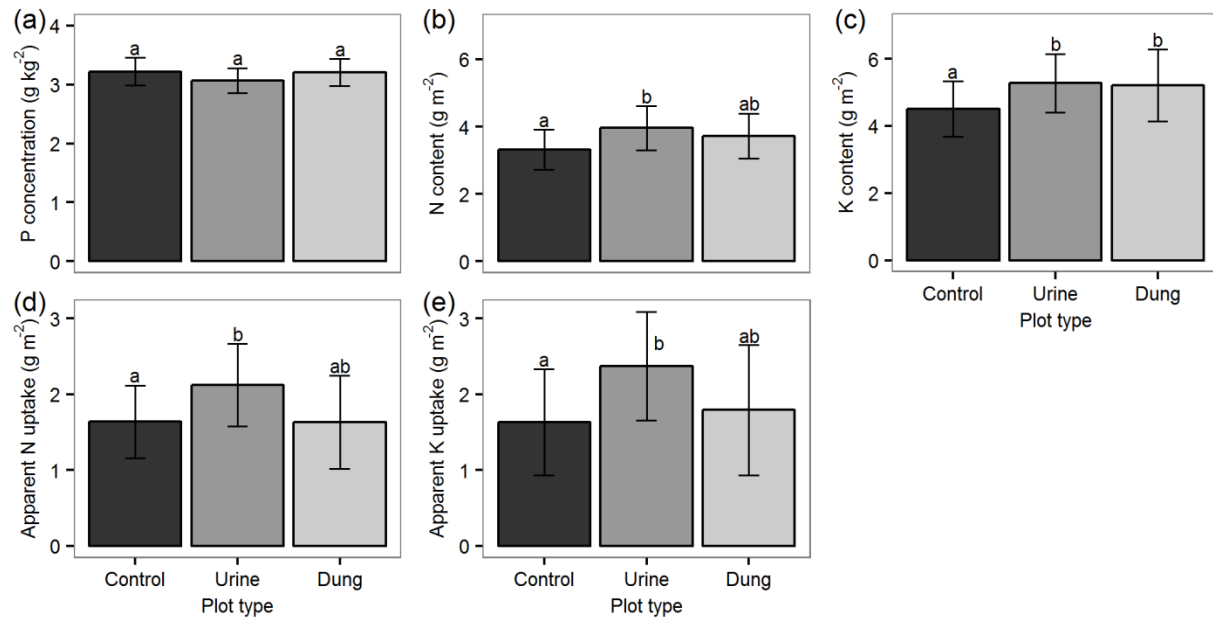 (a)
P concentration (g kg⁻²)
4
3
2
1
0
a
a
a
(b)
N content (g m⁻²)
6
4
2
0
a
b
ab
(c)
K content (g m⁻²)
6
4
2
0
a
b
b
Control Urine Dung
Plot type
(d)
Apparent N uptake (g m⁻²)
3
2
1
0
a
b
ab
Control Urine Dung
Plot type
(e)
Apparent K uptake (g m⁻²)
3
2
1
0
a
b
ab
Control Urine Dung
Plot type